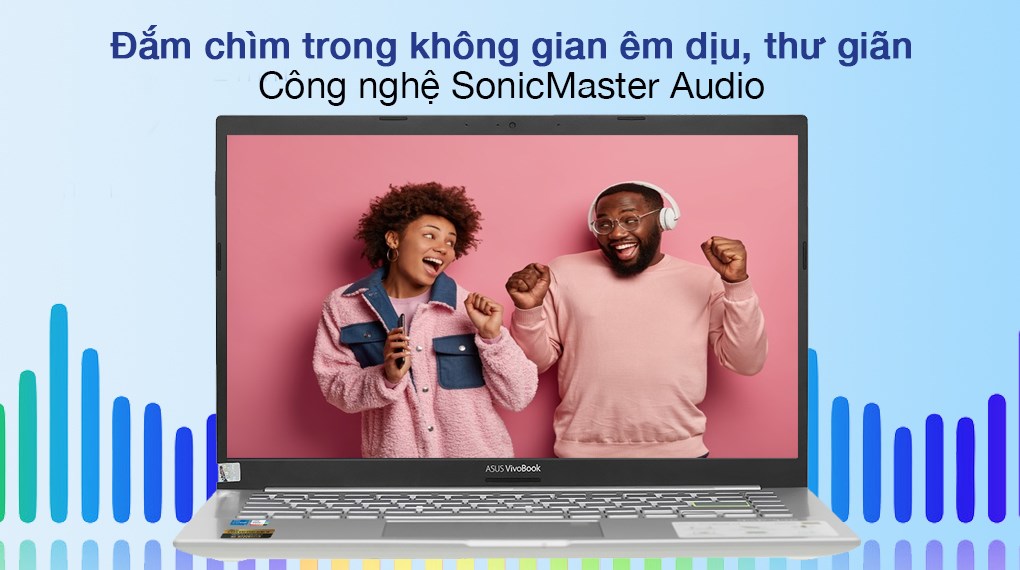 Đắm chìm trong không gian êm dịu, thư giãn
Công nghệ SonicMaster Audio
ASUS VivoBook